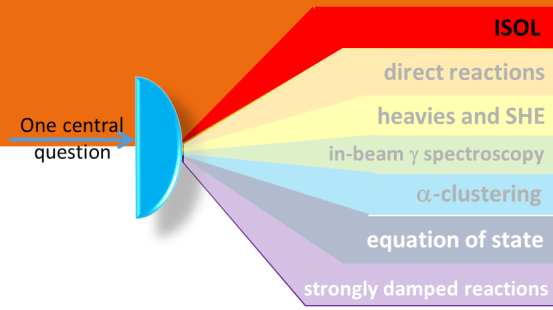 One central
question
ISOL
direct reactions
heavies and SHE
in-beam γ spectroscopy
α-clustering
equation of state
strongly damped reactions